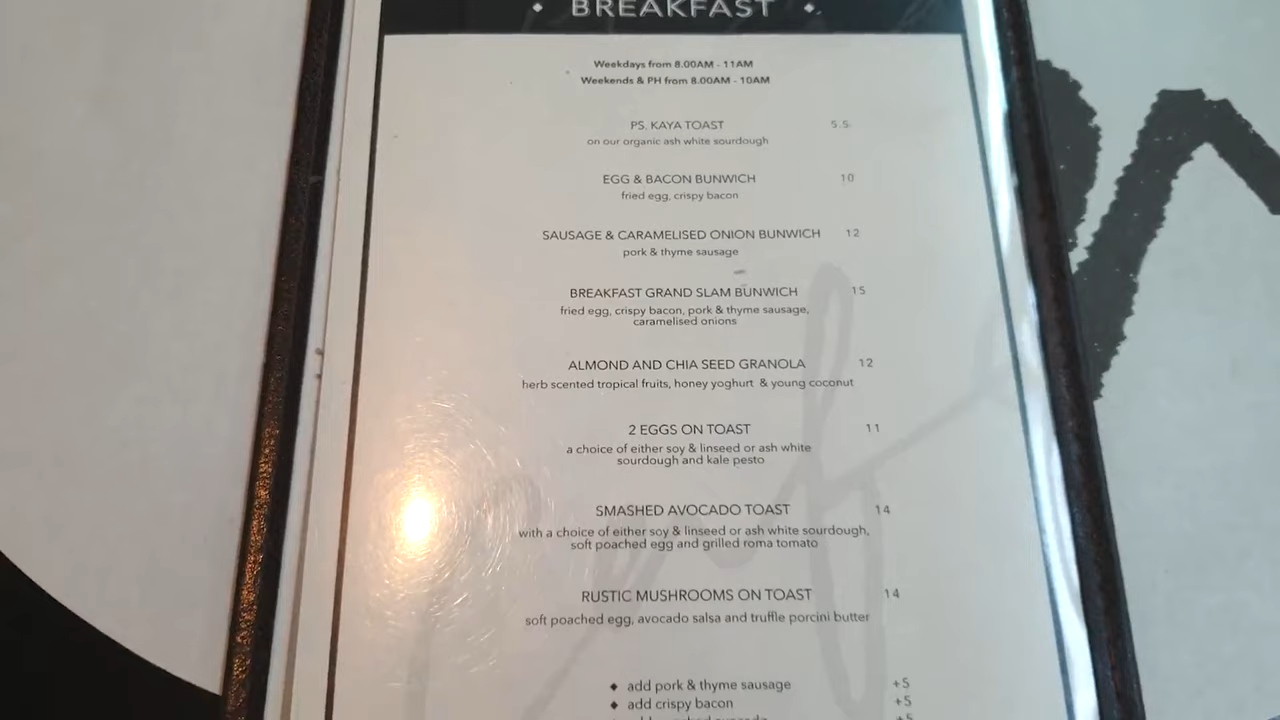 BREAKFAST
Weekdays from 8.00AM - 11AM
Weekends & PH from 8.00AM - 10AM
PS. KAYA TOAST 5.5
on our organic ash white sourdough
EGG & BACON BUNWICH 10
fried egg, crispy bacon
SAUSAGE & CARAMELISED ONION BUNWICH 12
pork & thyme sausage
BREAKFAST GRAND SLAM BUNWICH 15
fried egg, crispy bacon, pork & thyme sausage,
caramelised onions
ALMOND AND CHIA SEED GRANOLA 12
herb scented tropical fruits, honey yoghurt & young coconut
2 EGGS ON TOAST 11
a choice of either soy & linseed or ash white
sourdough and kale pesto
SMASHED AVOCADO TOAST 14
with a choice of either soy & linseed or ash white sourdough,
soft poached egg and grilled roma tomato
RUSTIC MUSHROOMS ON TOAST 14
soft poached egg, avocado salsa and truffle porcini butter
add pork & thyme sausage +5
add crispy bacon +5